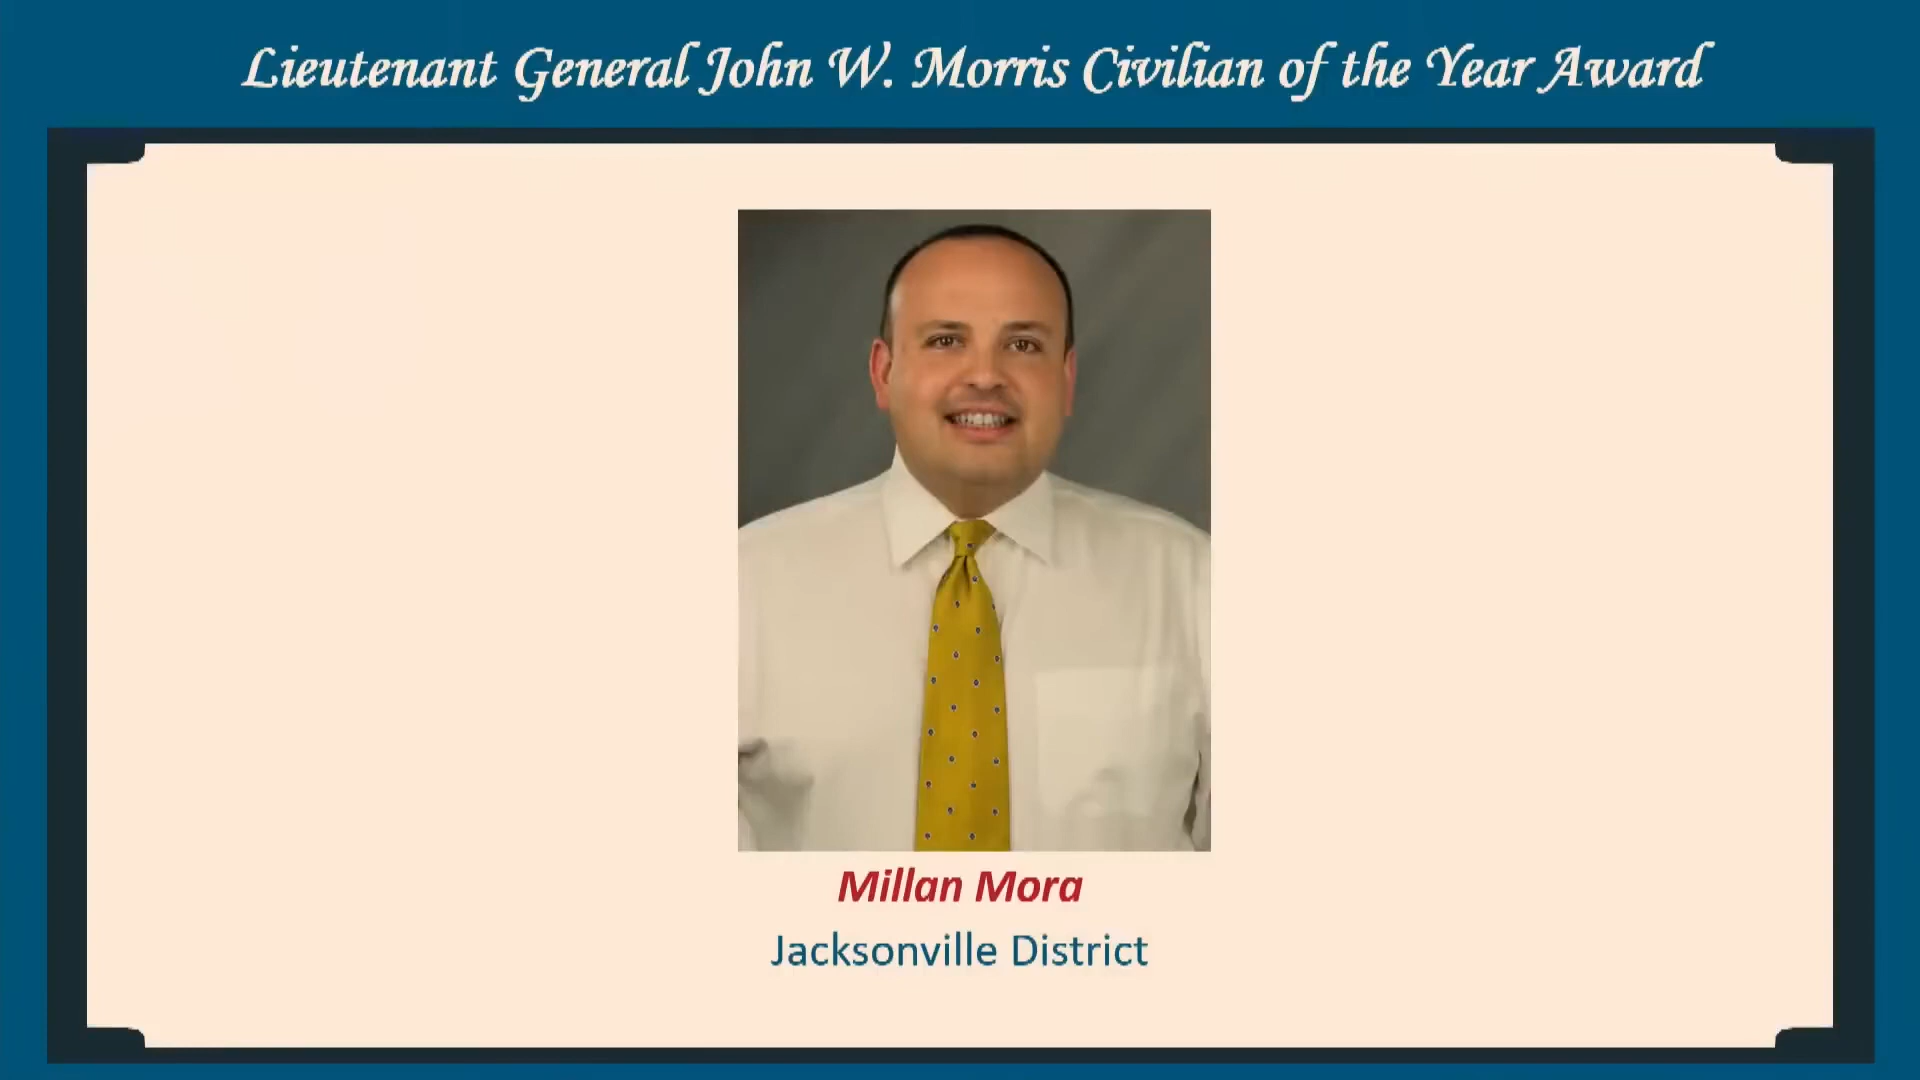 Lieutenant General John W. Morris Civilian of the Year Award
Millan Mora
Jacksonville District